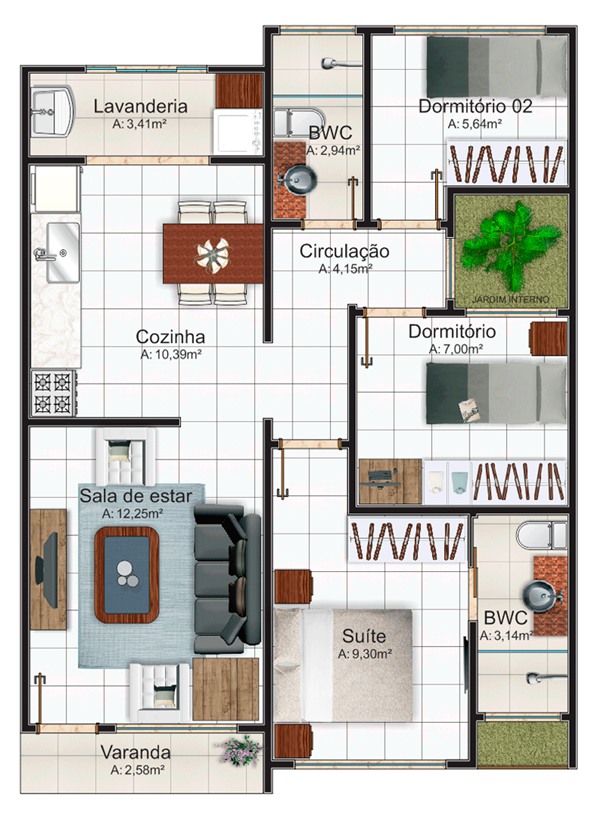 Lavanderia
A: 3,41m²
BWC
A: 2,94m²
Dormitório 02
A: 5,64m²
Circulação
A: 4,15m²
JARDIM INTERNO
Cozinha
A: 10,39m²
Dormitório
A: 7,00m²
Sala de estar
A: 12,25m²
Suíte
A: 9,30m²
BWC
A: 3,14m²
Varanda
A: 2,58m²